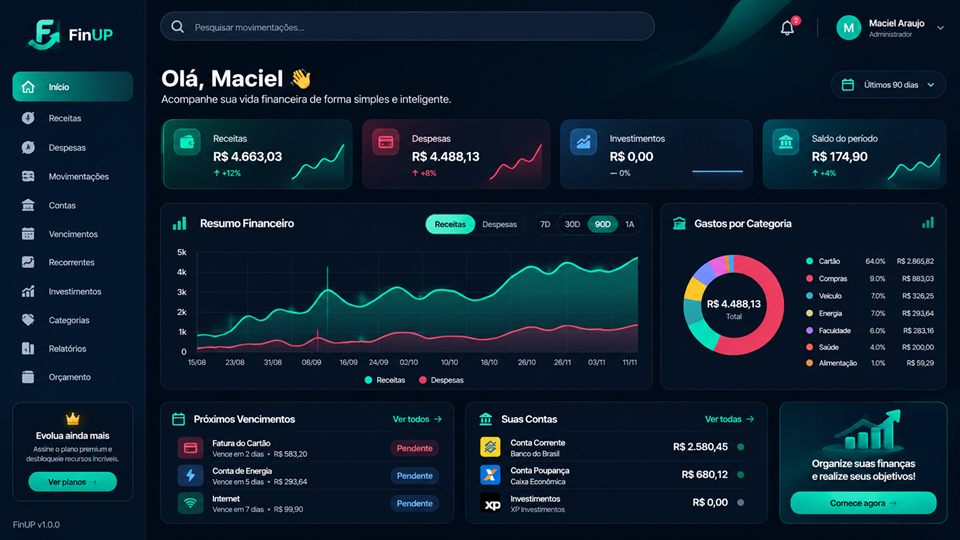 FinUP
Início
Receitas
Despesas
Movimentações
Contas
Vencimentos
Recorrentes
Investimentos
Categorias
Relatórios
Orçamento
Evolua ainda mais
Assine o plano premium e
desbloqueie recursos incríveis.
Ver planos →
FinUP v1.0.0
Pesquisar movimentações...
2
M
Maciel Araujo
Administrador
Olá, Maciel 👋
Acompanhe sua vida financeira de forma simples e inteligente.
Últimos 90 dias
Receitas
R$ 4.663,03
↑ +12%
Despesas
R$ 4.488,13
↑ +8%
Investimentos
R$ 0,00
— 0%
Saldo do período
R$ 174,90
↑ +4%
Resumo Financeiro
Receitas Despesas
7D 30D 90D 1A
5k
4k
3k
2k
1k
0
15/08 23/08 31/08 08/09 16/09 24/09 02/10 10/10 18/10 26/10 26/11 03/11 11/11
Receitas Despesas
Gastos por Categoria
R$ 4.488,13
Total
Cartão 64.0% R$ 2.865,82
Compras 9.0% R$ 883,03
Veículo 7.0% R$ 326,25
Energia 7.0% R$ 293,64
Faculdade 6.0% R$ 283,16
Saúde 4.0% R$ 200,00
Alimentação 1.0% R$ 59,29
Próximos Vencimentos Ver todos →
Fatura do Cartão
Vence em 2 dias • R$ 583,20
Pendente
Conta de Energia
Vence em 5 dias • R$ 293,64
Pendente
Internet
Vence em 7 dias • R$ 99,90
Pendente
Suas Contas Ver todas →
Conta Corrente
Banco do Brasil
R$ 2.580,45
Conta Poupança
Caixa Econômica
R$ 680,12
xp
Investimentos
XP Investimentos
R$ 0,00
Organize suas finanças
e realize seus objetivos!
Comece agora →